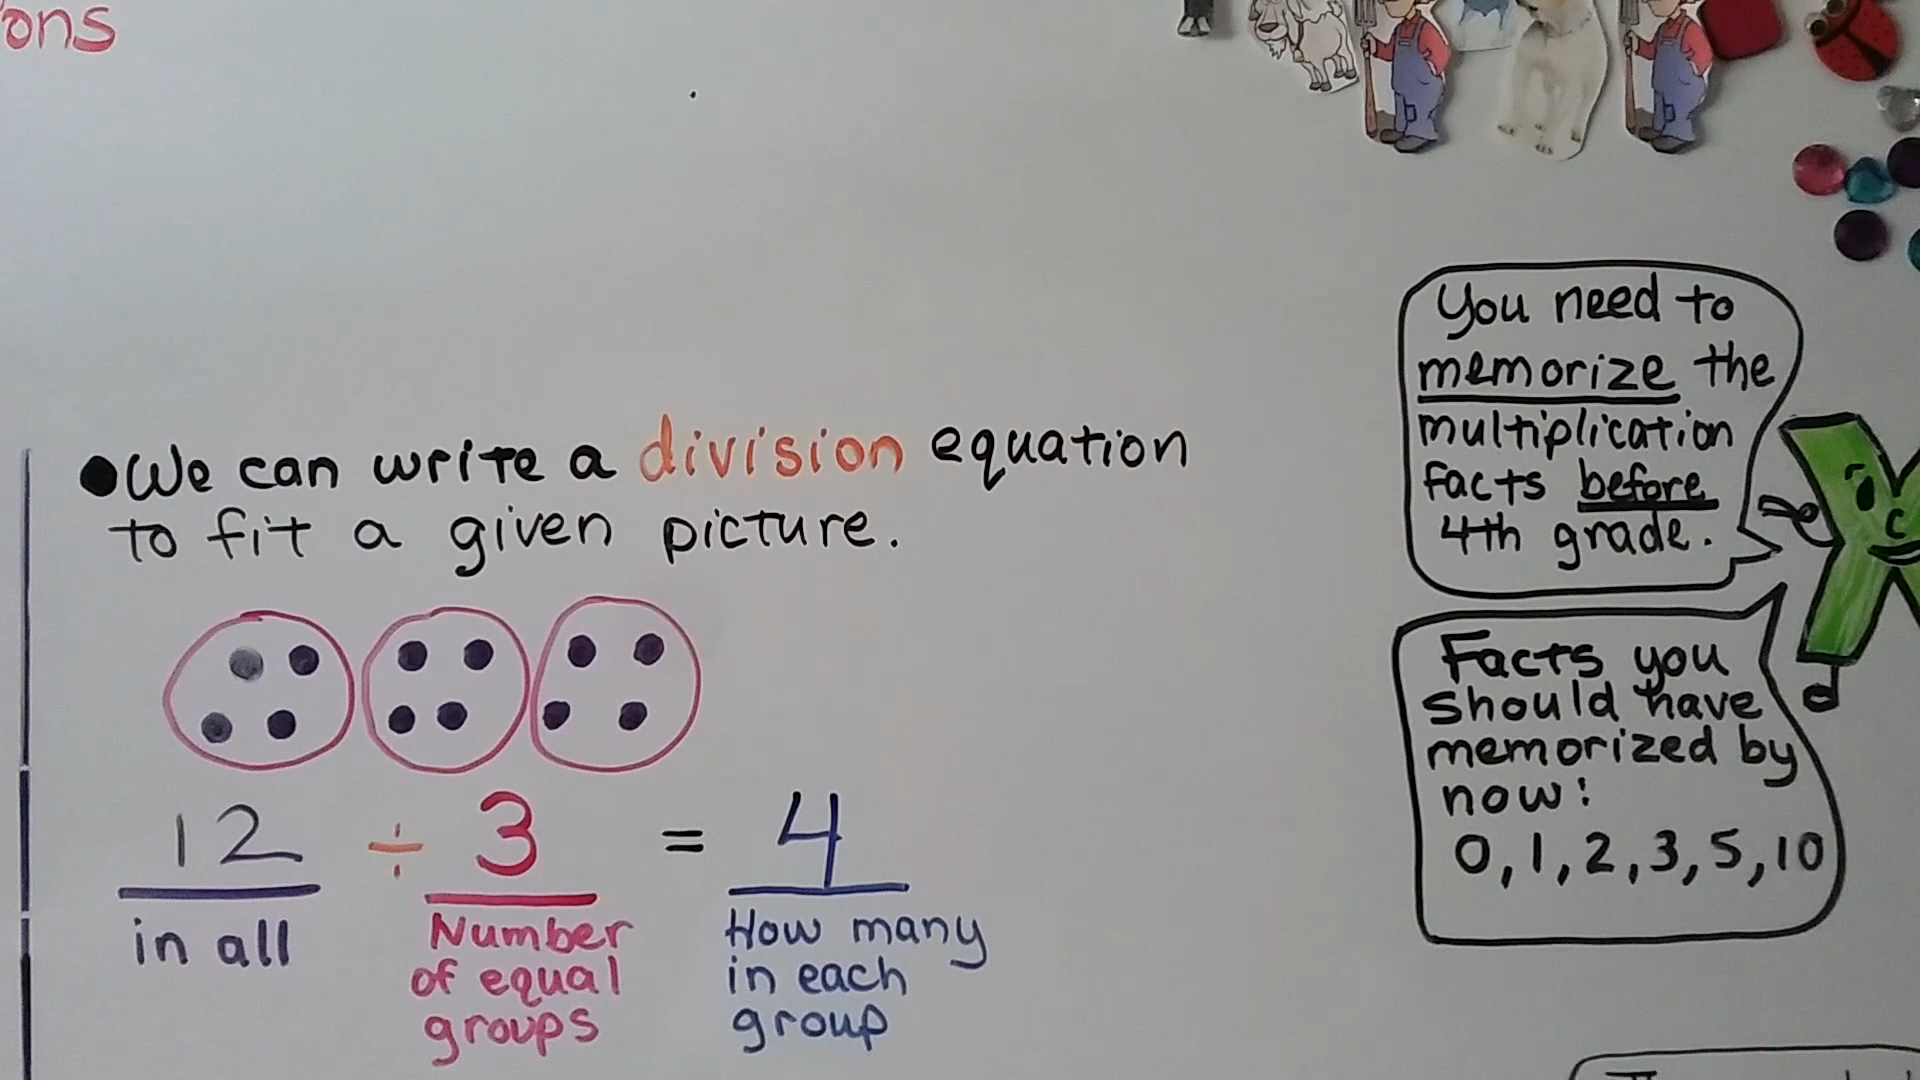 ons
•We can write a division equation
to fit a given picture.
12 ÷ 3 = 4
in all
Number
of equal
groups
How many
in each
group
You need to
memorize the
multiplication
facts before
4th grade.
Facts you
should have
memorized by
now:
0, 1, 2, 3, 5, 10